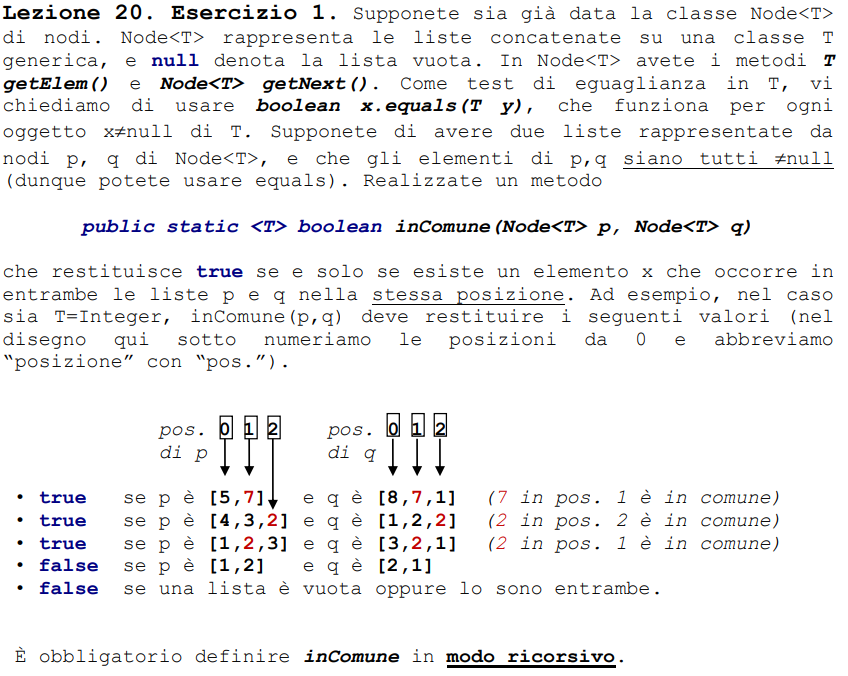 Lezione 20. Esercizio 1. Supponete sia già data la classe Node<T>
di nodi. Node<T> rappresenta le liste concatenate su una classe T
generica, e null denota la lista vuota. In Node<T> avete i metodi T
getElem() e Node<T> getNext(). Come test di eguaglianza in T, vi
chiediamo di usare boolean x.equals(T y), che funziona per ogni
oggetto x≠null di T. Supponete di avere due liste rappresentate da
nodi p, q di Node<T>, e che gli elementi di p,q siano tutti ≠null
(dunque potete usare equals). Realizzate un metodo
public static <T> boolean inComune(Node<T> p, Node<T> q)
che restituisce true se e solo se esiste un elemento x che occorre in
entrambe le liste p e q nella stessa posizione. Ad esempio, nel caso
sia T=Integer, inComune(p,q) deve restituire i seguenti valori (nel
disegno qui sotto numeriamo le posizioni da 0 e abbreviamo
“posizione” con “pos.”).
pos. 0 1 2 pos. 0 1 2
di p di q
• true se p è [5,7] e q è [8,7,1] (7 in pos. 1 è in comune)
• true se p è [4,3,2] e q è [1,2,2] (2 in pos. 2 è in comune)
• true se p è [1,2,3] e q è [3,2,1] (2 in pos. 1 è in comune)
• false se p è [1,2] e q è [2,1]
• false se una lista è vuota oppure lo sono entrambe.
È obbligatorio definire inComune in modo ricorsivo.